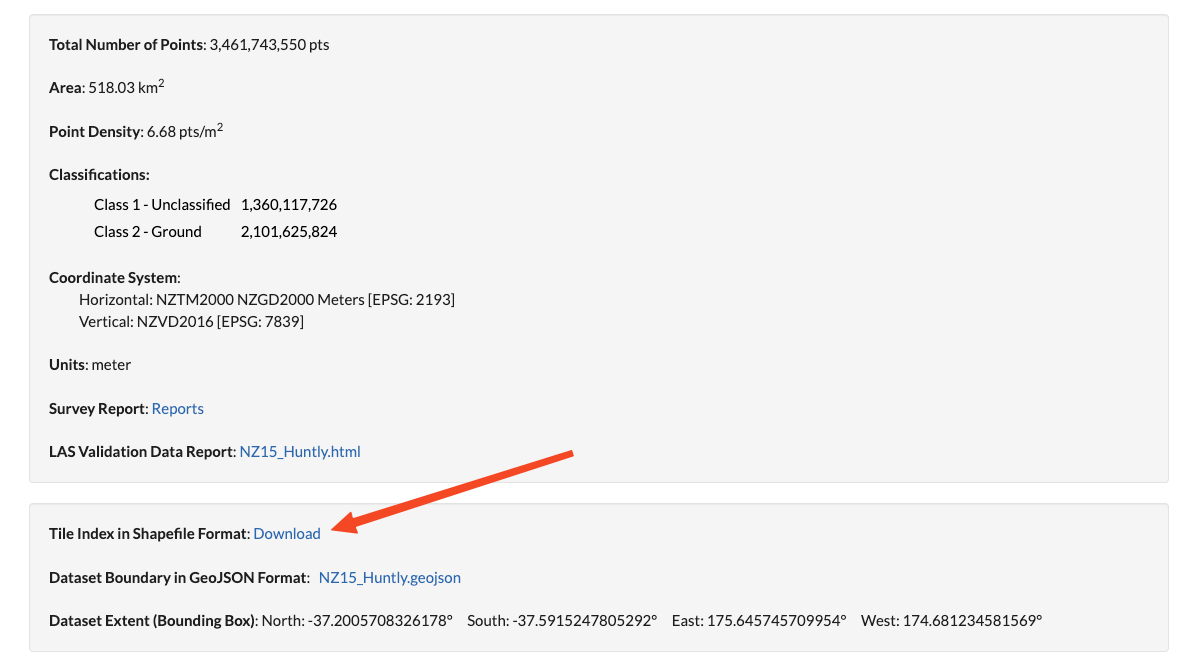 Total Number of Points: 3,461,743,550 pts
Area: 518.03 km2
Point Density: 6.68 pts/m2
Classifications:
Class 1 - Unclassified 1,360,117,726
Class 2 - Ground 2,101,625,824
Coordinate System:
Horizontal: NZTM2000 NZGD2000 Meters [EPSG: 2193]
Vertical: NZVD2016 [EPSG: 7839]
Units: meter
Survey Report: Reports
LAS Validation Data Report: NZ15_Huntly.html
Tile Index in Shapefile Format: Download
Dataset Boundary in GeoJSON Format: NZ15_Huntly.geojson
Dataset Extent (Bounding Box): North: -37.2005708326178° South: -37.5915247805292° East: 175.645745709954° West: 174.681234581569°